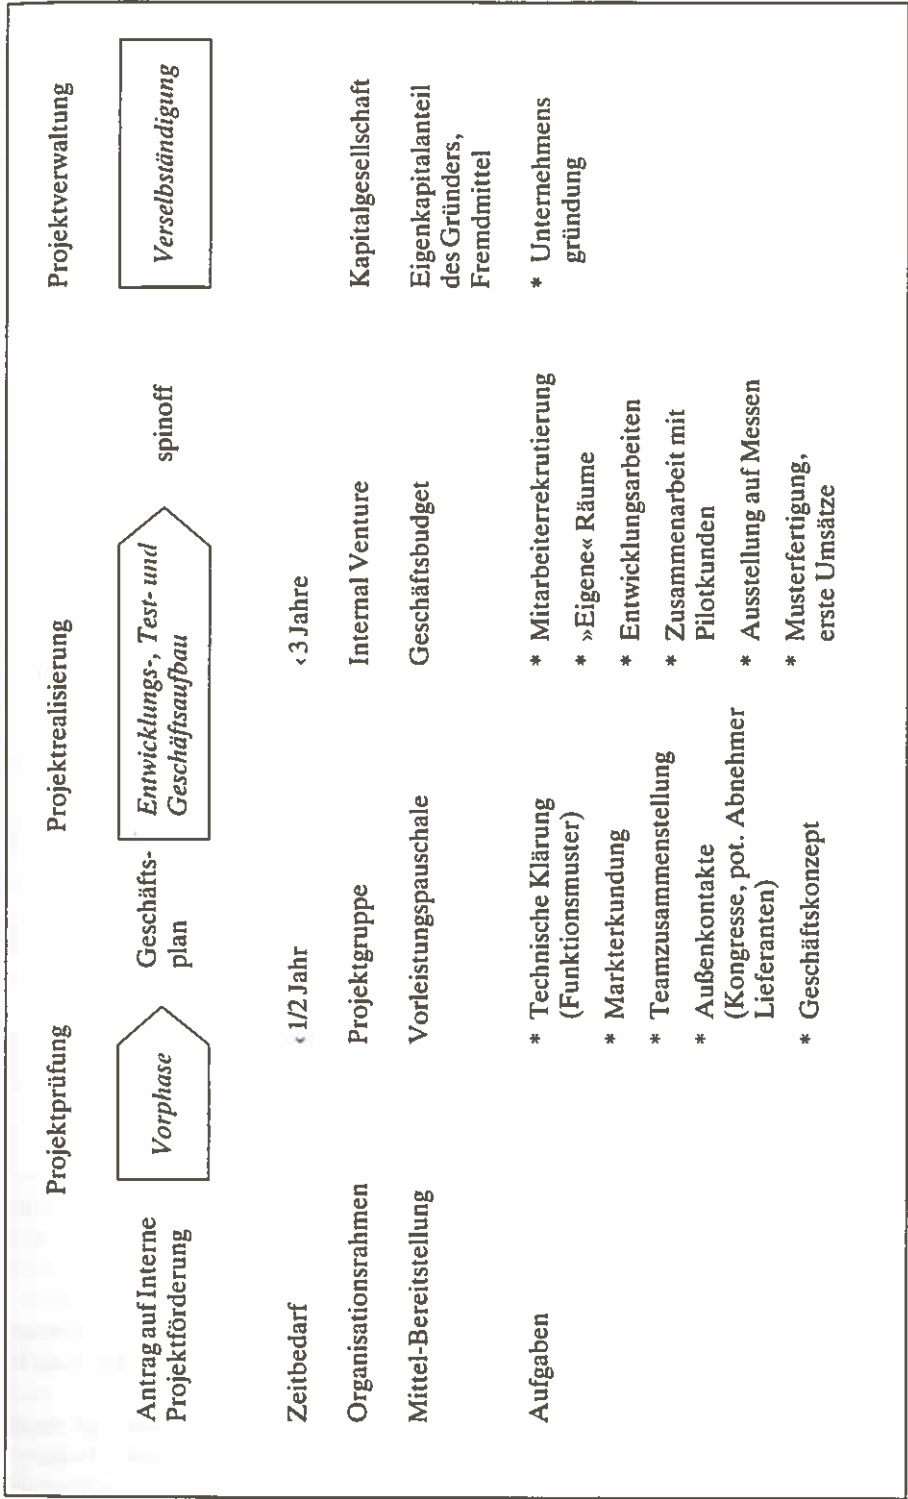 Projektprüfung
Projektrealisierung
Projektverwaltung
Antrag auf Interne
Projektförderung
Vorphase
Geschäfts-
plan
Entwicklungs-, Test- und
Geschäftsaufbau
spinoff
Verselbständigung
Zeitbedarf
‹ 1/2 Jahr
‹ 3 Jahre
Organisationsrahmen
Projektgruppe
Internal Venture
Kapitalgesellschaft
Mittel-Bereitstellung
Vorleistungspauschale
Geschäftsbudget
Eigenkapitalanteil
des Gründers,
Fremdmittel
Aufgaben
* Technische Klärung
(Funktionsmuster)
* Markterkundung
* Teamzusammenstellung
* Außenkontakte
(Kongresse, pot. Abnehmer
Lieferanten)
* Geschäftskonzept
* Mitarbeiterrekrutierung
* »Eigene« Räume
* Entwicklungsarbeiten
* Zusammenarbeit mit
Pilotkunden
* Ausstellung auf Messen
* Musterfertigung,
erste Umsätze
* Unternehmens
gründung